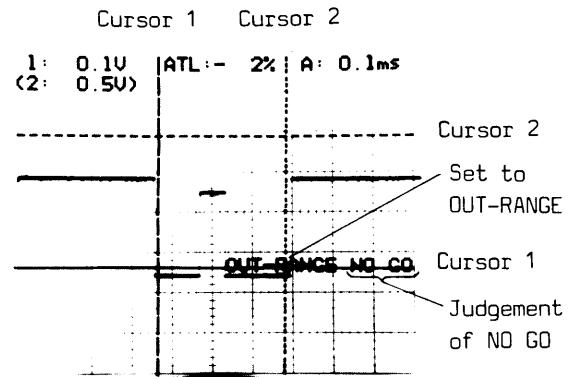 Cursor 1 Cursor 2
1: 0.1V ATL:- 2% A: 0.1ms
(2: 0.5V)
Cursor 2
Set to
OUT-RANGE
OUT-RANGE NO GO Cursor 1
Judgement
of NO GO